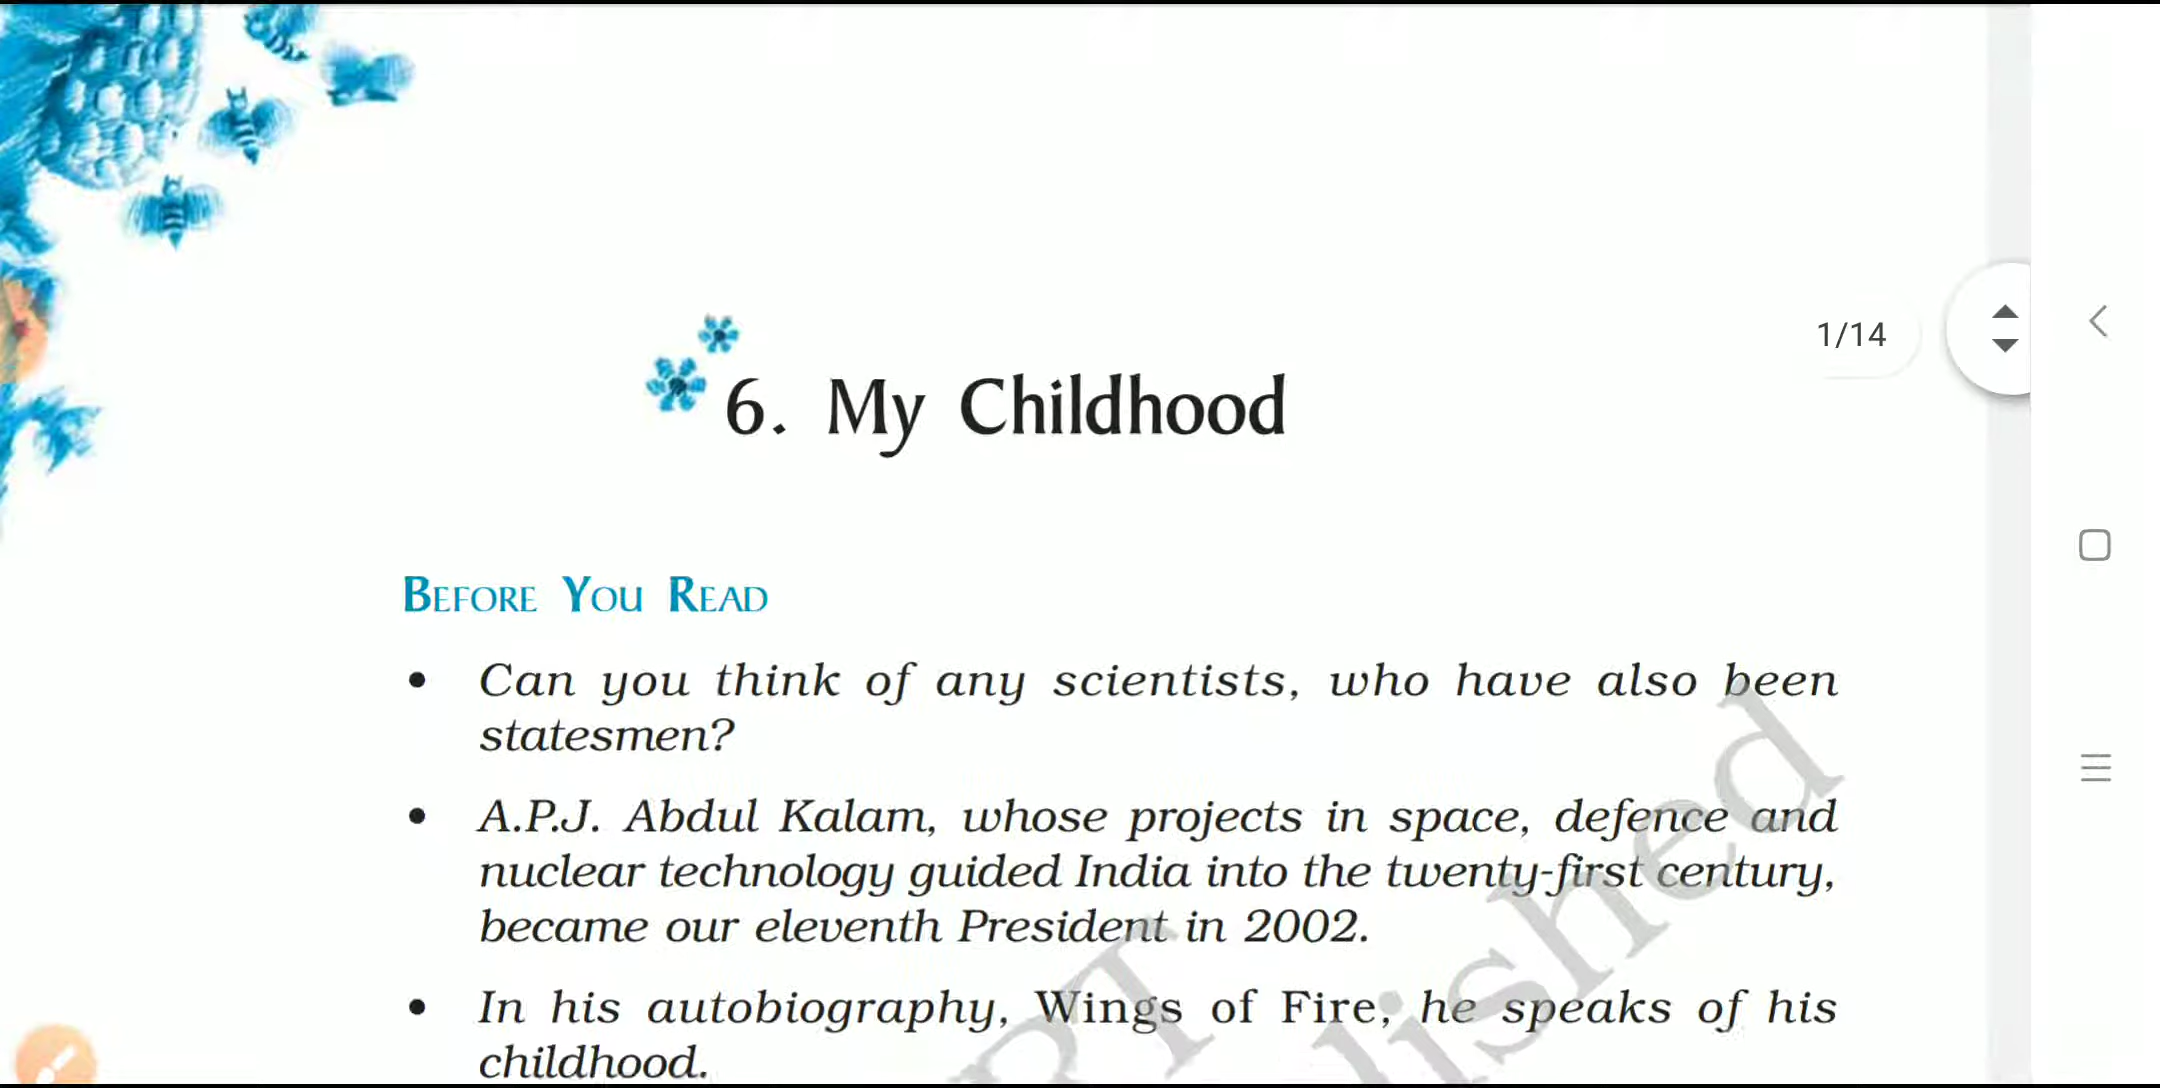 6. My Childhood
1/14
BEFORE YOU READ
• Can you think of any scientists, who have also been
statesmen?
• A.P.J. Abdul Kalam, whose projects in space, defence and
nuclear technology guided India into the twenty-first century,
became our eleventh President in 2002.
• In his autobiography, Wings of Fire, he speaks of his
childhood.